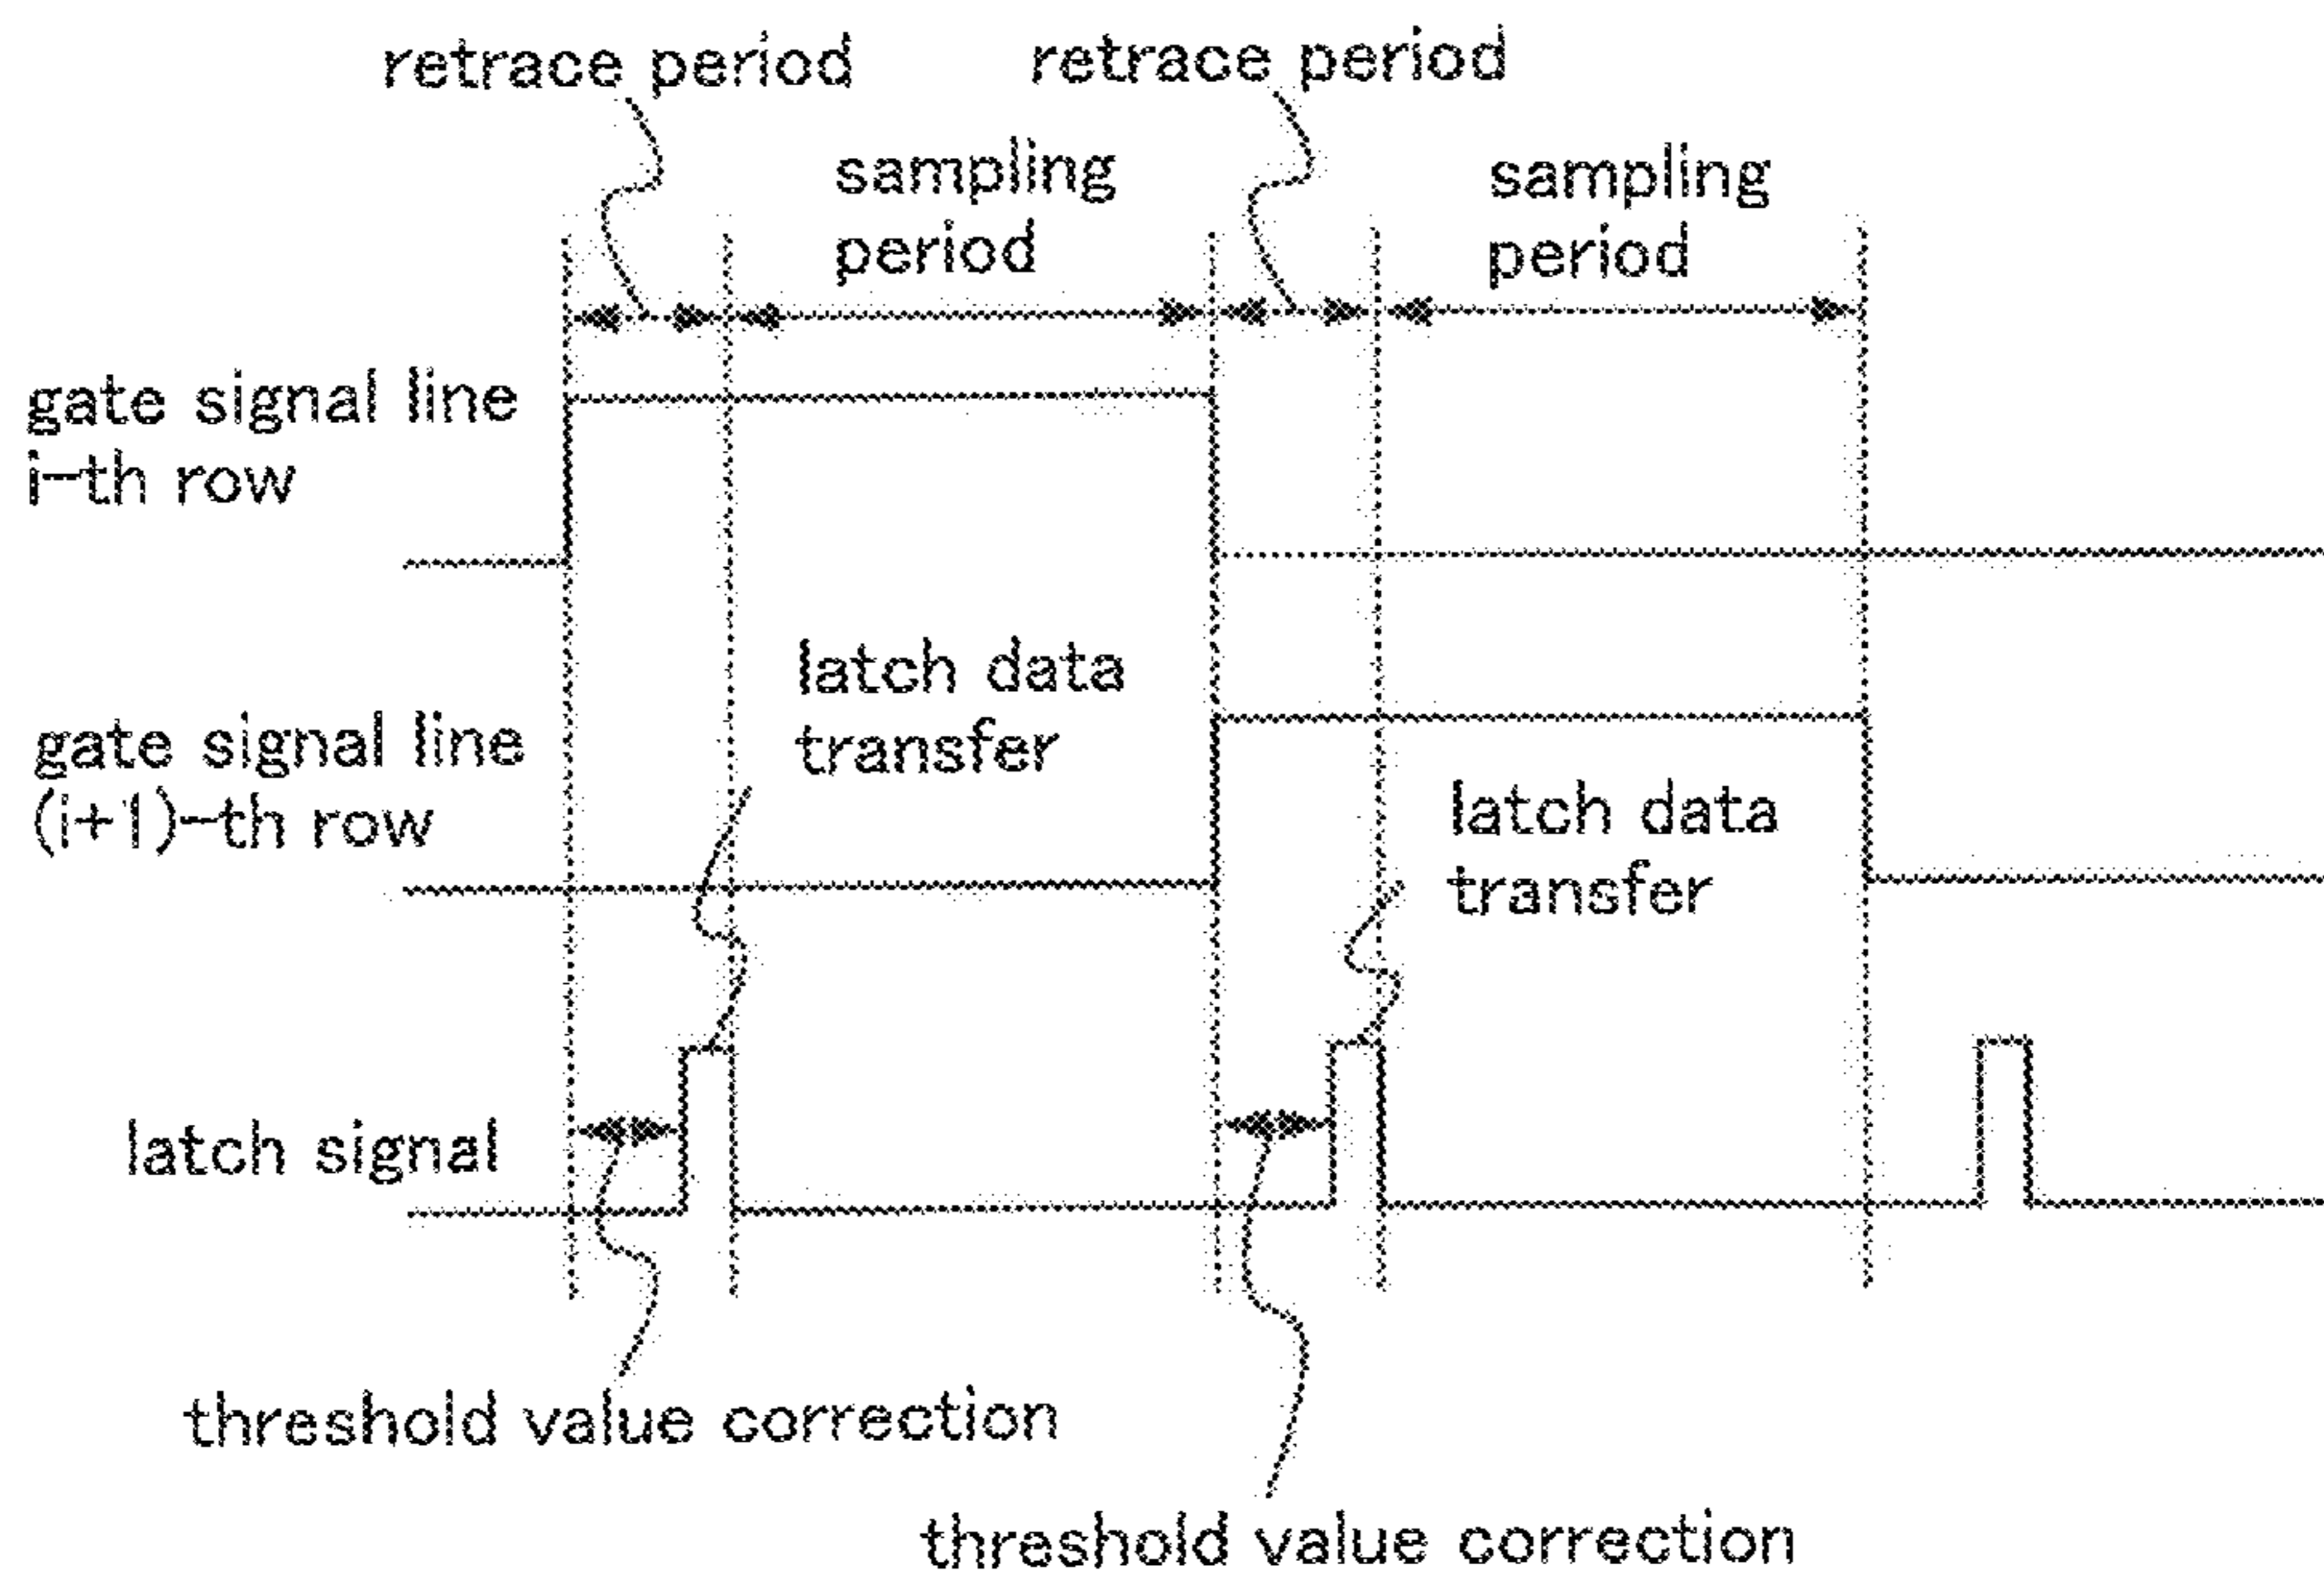 retrace period
retrace period
sampling
period
sampling
period
gate signal line
i-th row
latch data
transfer
gate signal line
(i+1)-th row
latch data
transfer
latch signal
threshold value correction
threshold value correction